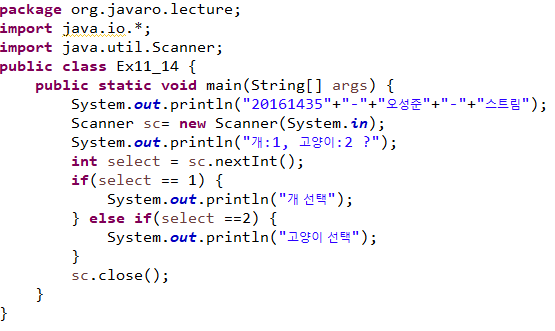 package org.javaro.lecture;
import java.io.*;
import java.util.Scanner;
public class Ex11_14 {
    public static void main(String[] args) {
        System.out.println("20161435"+"-"+"오성준"+"-"+"스트림");
        Scanner sc= new Scanner(System.in);
        System.out.println("개:1, 고양이:2 ?");
        int select = sc.nextInt();
        if(select == 1) {
            System.out.println("개 선택");
        } else if(select ==2) {
            System.out.println("고양이 선택");
        }
        sc.close();
    }
}